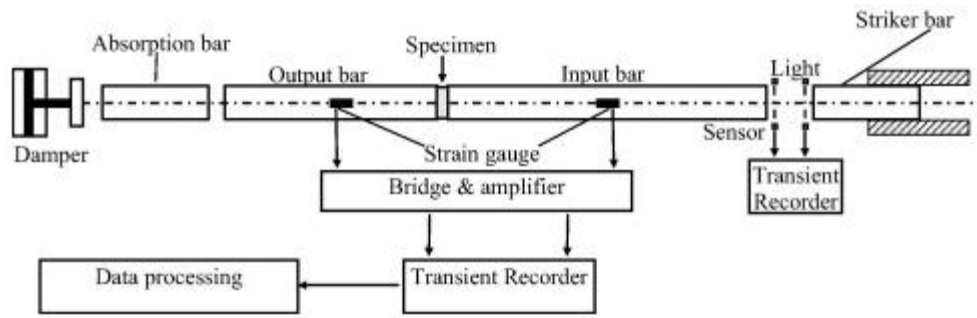 Striker bar
Absorption bar
Specimen
Output bar
Input bar
Light
Damper
Strain gauge
Sensor
Bridge & amplifier
Transient
Recorder
Data processing
Transient Recorder